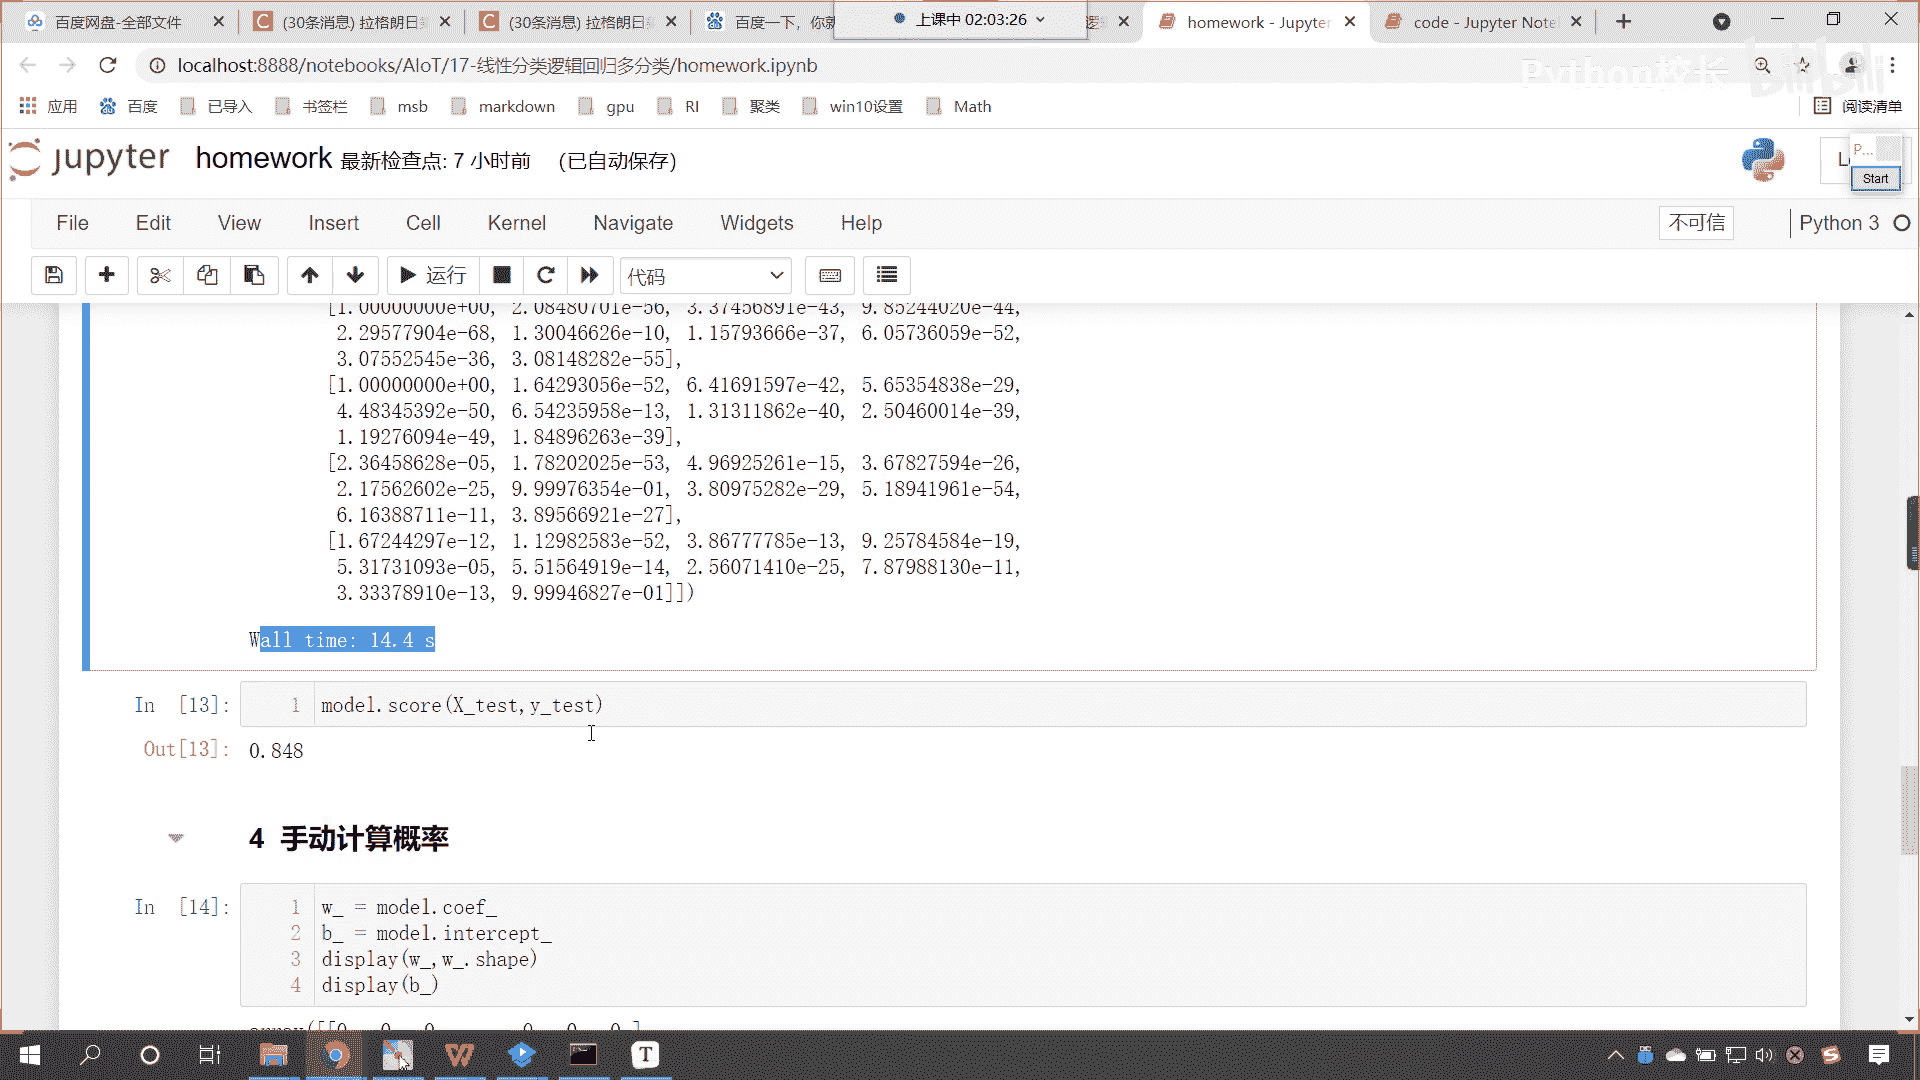 百度网盘-全部文件
(30条消息) 拉格朗日
(30条消息) 拉格朗日
百度一下，你就
上课中 02:03:26
homework - Jupyter
code - Jupyter Note
localhost:8888/notebooks/AIoT/17-线性分类逻辑回归多分类/homework.ipynb
Python校长
bilibili
应用
百度
已导入
书签栏
msb
markdown
gpu
RI
聚类
win10设置
Math
阅读清单
jupyter
homework 最新检查点: 7 小时前 (已自动保存)
P...
Start
File
Edit
View
Insert
Cell
Kernel
Navigate
Widgets
Help
不可信
Python 3
运行
代码
[1.00000000e+00, 2.08480701e-56, 3.37456891e-43, 9.85244020e-44,
2.29577904e-68, 1.30046626e-10, 1.15793666e-37, 6.05736059e-52,
3.07552545e-36, 3.08148282e-55],
[1.00000000e+00, 1.64293056e-52, 6.41691597e-42, 5.65354838e-29,
4.48345392e-50, 6.54235958e-13, 1.31311862e-40, 2.50460014e-39,
1.19276094e-49, 1.84896263e-39],
[2.36458628e-05, 1.78202025e-53, 4.96925261e-15, 3.67827594e-26,
2.17562602e-25, 9.99976354e-01, 3.80975282e-29, 5.18941961e-54,
6.16388711e-11, 3.89566921e-27],
[1.67244297e-12, 1.12982583e-52, 3.86777785e-13, 9.25784584e-19,
5.31731093e-05, 5.51564919e-14, 2.56071410e-25, 7.87988130e-11,
3.33378910e-13, 9.99946827e-01]])
Wall time: 14.4 s
In [13]:
1 model.score(X_test,y_test)
Out[13]: 0.848
4 手动计算概率
In [14]:
1 w_ = model.coef_
2 b_ = model.intercept_
3 display(w_,w_.shape)
4 display(b_)